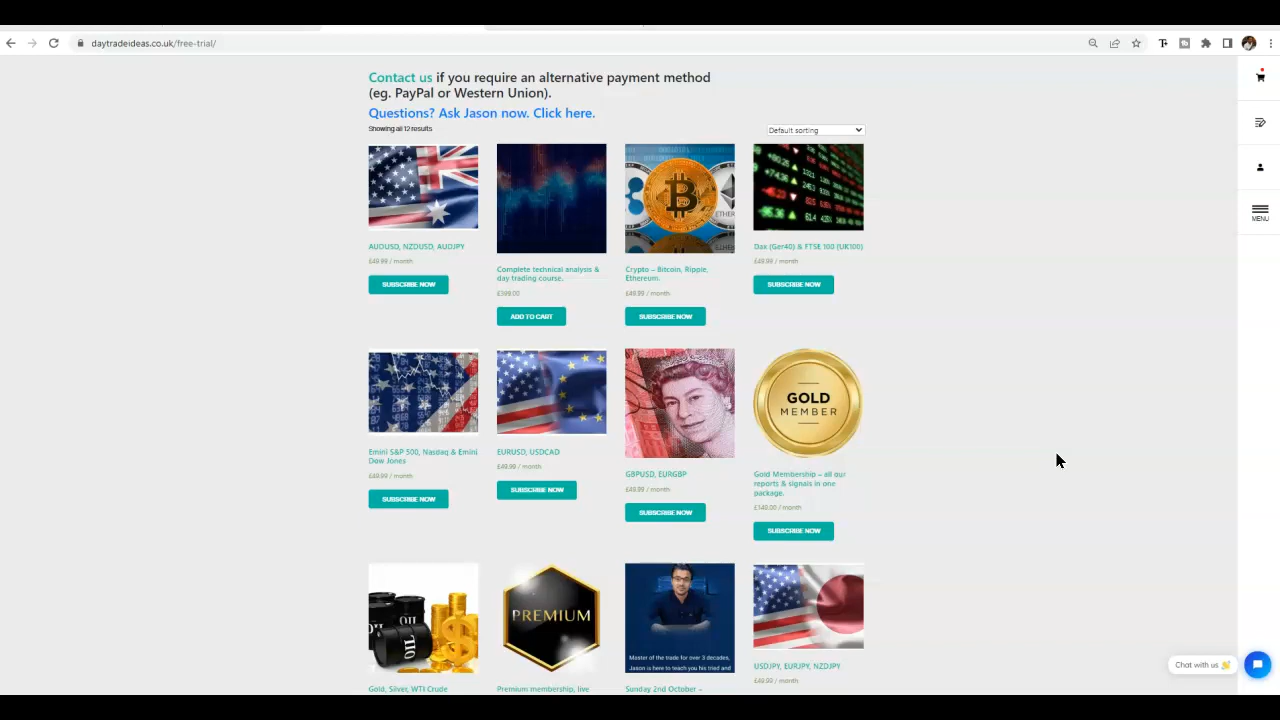 daytradeideas.co.uk/free-trial/
Contact us if you require an alternative payment method
(eg. PayPal or Western Union).
Questions? Ask Jason now. Click here.
Showing all 12 results
Default sorting
MENU
AUDUSD, NZDUSD, AUDJPY
£49.99 / month
SUBSCRIBE NOW
Complete technical analysis &
day trading course.
£399.00
ADD TO CART
Crypto – Bitcoin, Ripple,
Ethereum.
£49.99 / month
SUBSCRIBE NOW
Dax (Ger40) & FTSE 100 (UK100)
£49.99 / month
SUBSCRIBE NOW
Emini S&P 500, Nasdaq & Emini
Dow Jones
£49.99 / month
SUBSCRIBE NOW
EURUSD, USDCAD
£49.99 / month
SUBSCRIBE NOW
GBPUSD, EURGBP
£49.99 / month
SUBSCRIBE NOW
GOLD
MEMBER
Gold Membership – all our
reports & signals in one
package.
£149.00 / month
SUBSCRIBE NOW
OIL
OIL
Gold, Silver, WTI Crude
PREMIUM
Premium membership, live
Master of the trade for over 3 decades,
Jason is here to teach you his tried and
Sunday 2nd October –
USDJPY, EURJPY, NZDJPY
£49.99 / month
Chat with us 👋